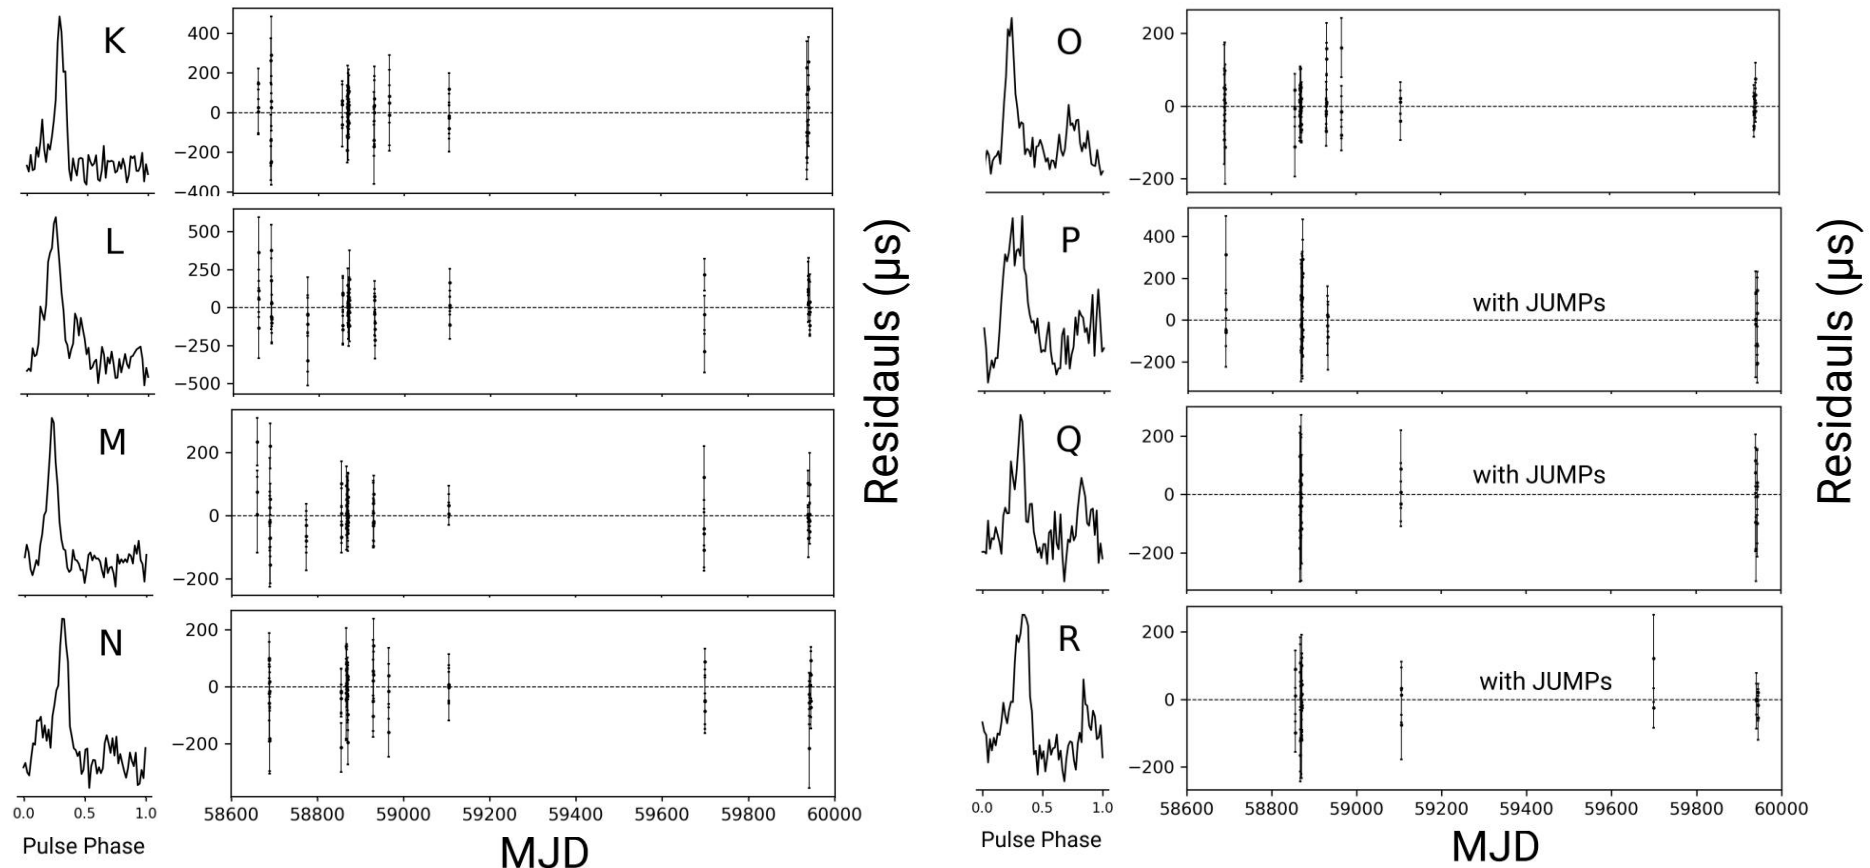 K
400
200
0
−200
−400
L
500
250
0
−250
−500
M
200
0
−200
N
200
0
−200
0.0 0.5 1.0
Pulse Phase
58600 58800 59000 59200 59400 59600 59800 60000
MJD
Residauls (μs)
O
200
0
−200
P
400
200
0
−200
with JUMPs
Q
200
0
−200
with JUMPs
R
200
0
−200
with JUMPs
0.0 0.5 1.0
Pulse Phase
58600 58800 59000 59200 59400 59600 59800 60000
MJD
Residauls (μs)